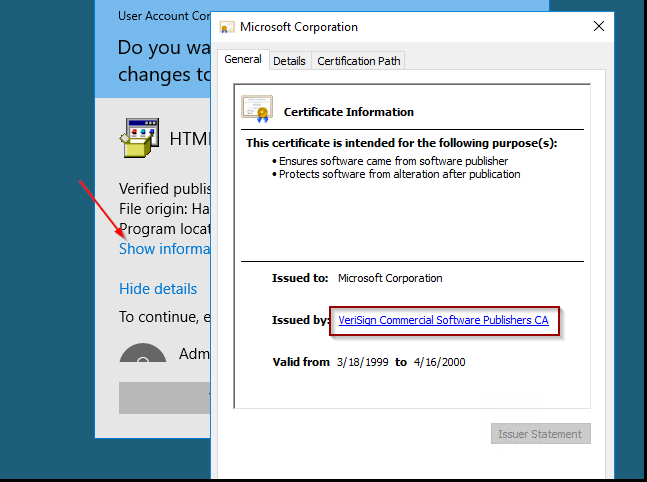 User Account Con
Do you wa
changes to
HTM
Verified publis
File origin: Ha
Program locat
Show informa
Hide details
To continue, e
Adm
Microsoft Corporation
General
Details
Certification Path
Certificate Information
This certificate is intended for the following purpose(s):
• Ensures software came from software publisher
• Protects software from alteration after publication
Issued to: Microsoft Corporation
Issued by: VeriSign Commercial Software Publishers CA
Valid from 3/18/1999 to 4/16/2000
Issuer Statement